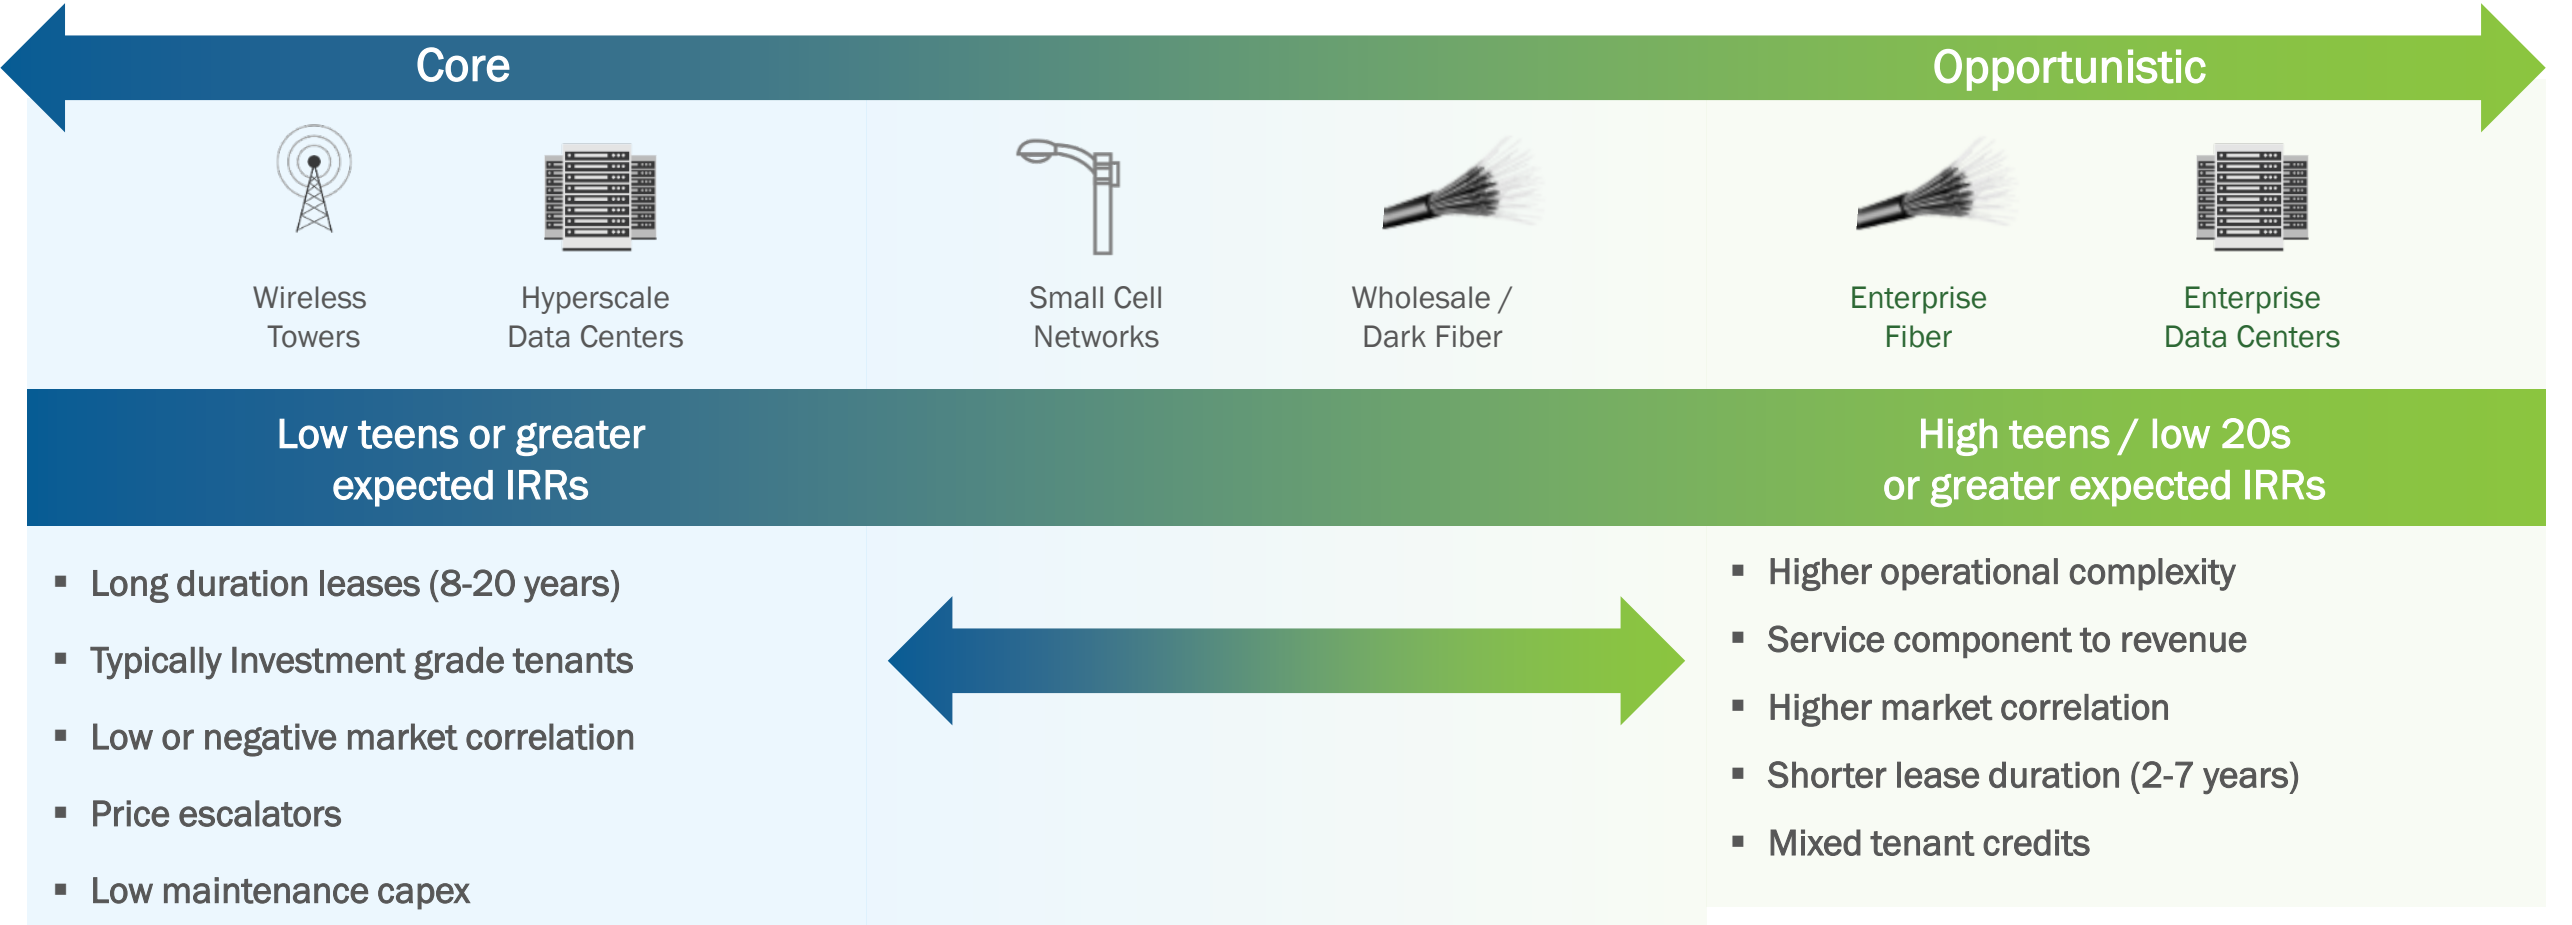 Core
Opportunistic
Wireless
Towers
Hyperscale
Data Centers
Small Cell
Networks
Wholesale /
Dark Fiber
Enterprise
Fiber
Enterprise
Data Centers
Low teens or greater
expected IRRs
High teens / low 20s
or greater expected IRRs
▪ Long duration leases (8-20 years)
▪ Typically Investment grade tenants
▪ Low or negative market correlation
▪ Price escalators
▪ Low maintenance capex
▪ Higher operational complexity
▪ Service component to revenue
▪ Higher market correlation
▪ Shorter lease duration (2-7 years)
▪ Mixed tenant credits